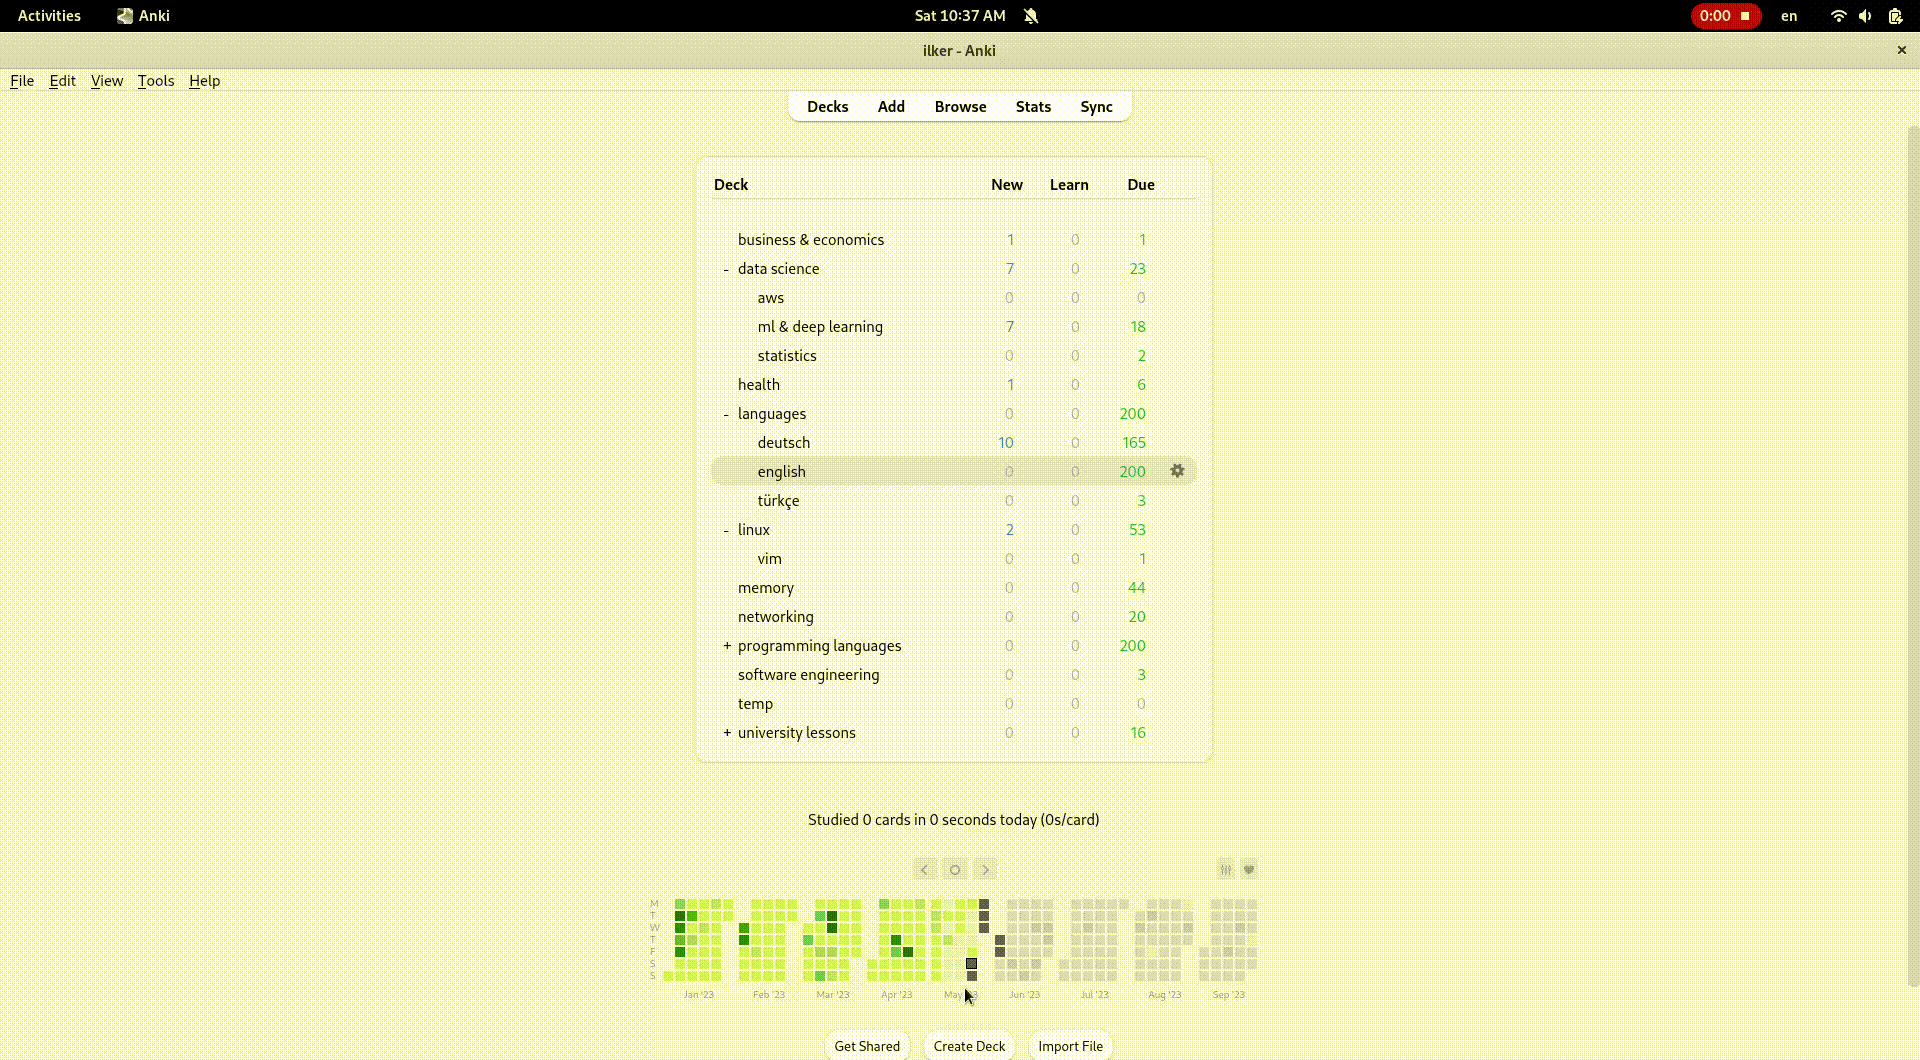 Activities Anki Sat 10:37 AM 0:00 en
ilker - Anki
File Edit View Tools Help
Decks Add Browse Stats Sync
Deck New Learn Due
business & economics 1 0 1
- data science 7 0 23
aws 0 0 0
ml & deep learning 7 0 18
statistics 0 0 2
health 1 0 6
- languages 0 0 200
deutsch 10 0 165
english 0 0 200
türkçe 0 0 3
- linux 2 0 53
vim 0 0 1
memory 0 0 44
networking 0 0 20
+ programming languages 0 0 200
software engineering 0 0 3
temp 0 0 0
+ university lessons 0 0 16
Studied 0 cards in 0 seconds today (0s/card)
M
T
W
T
F
S
S
Jan '23 Feb '23 Mar '23 Apr '23 May Jun '23 Jul '23 Aug '23 Sep '23
Get Shared Create Deck Import File